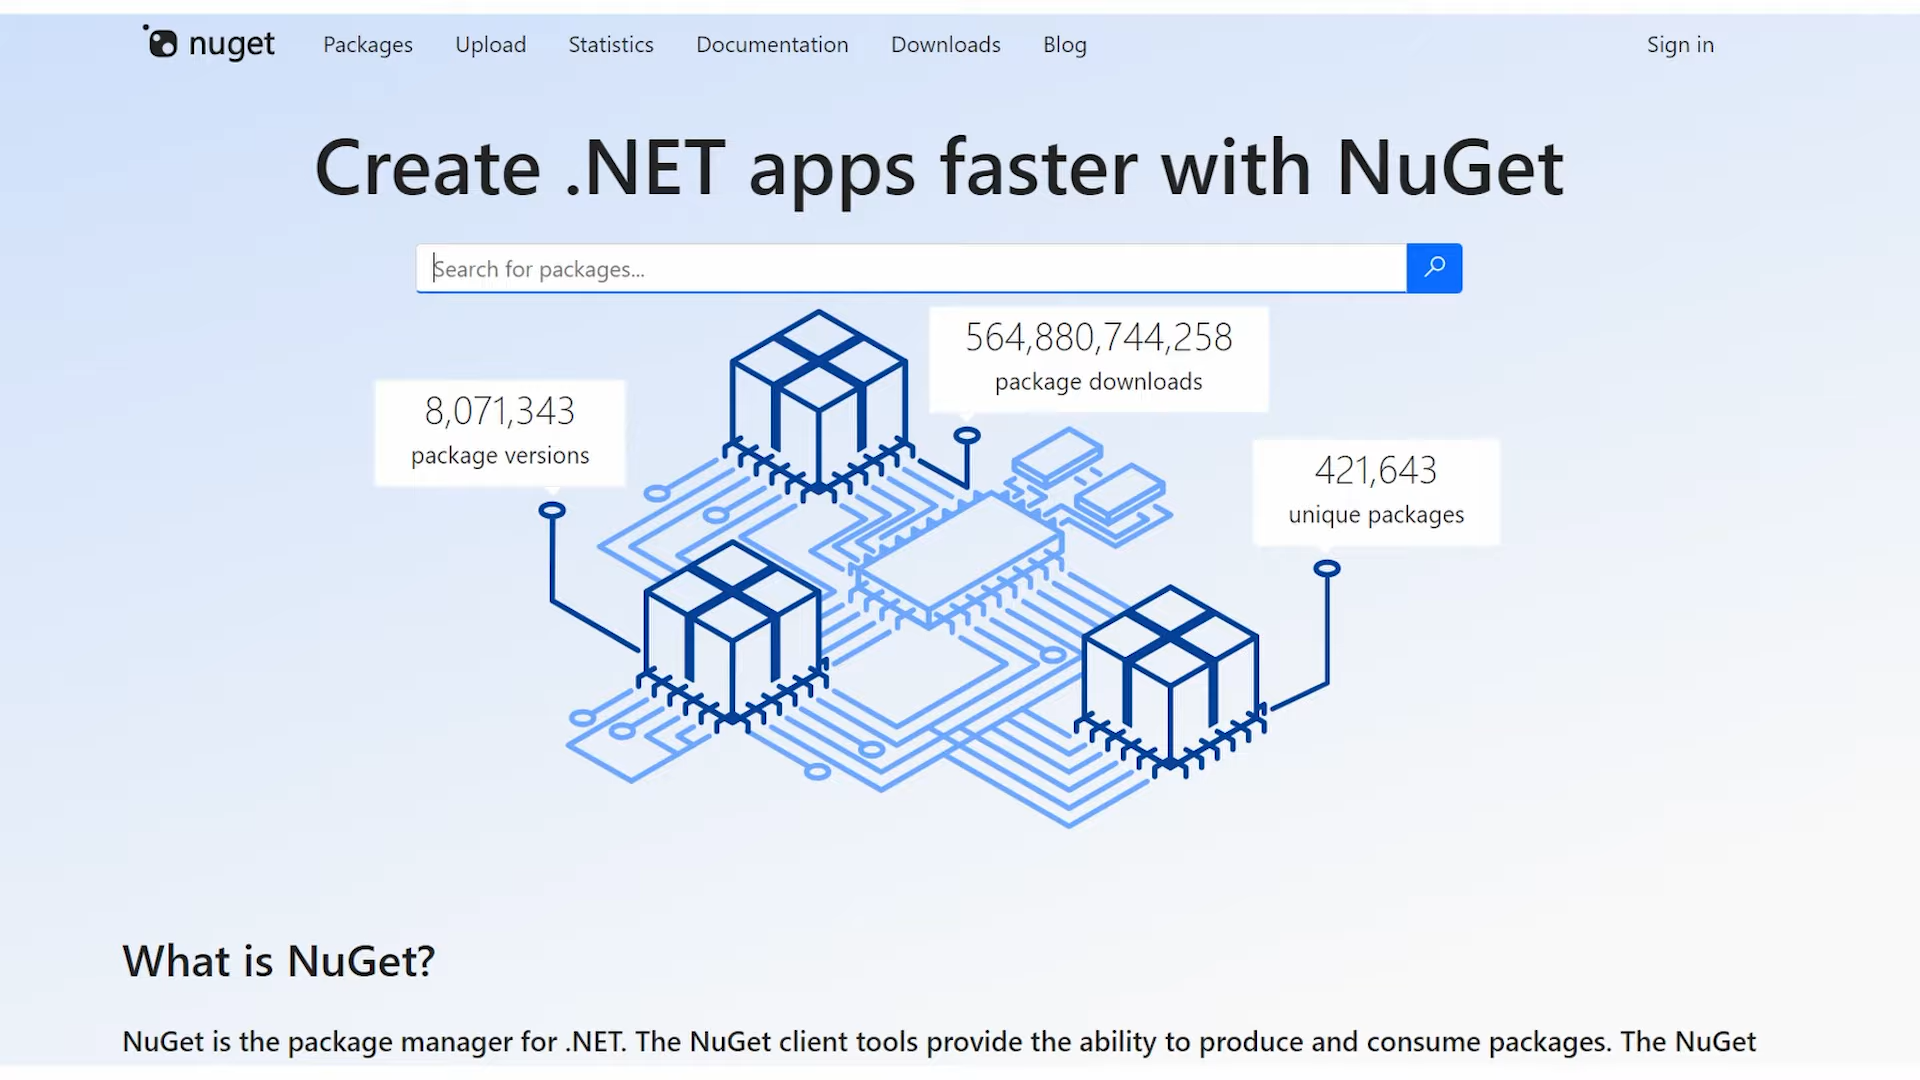 nuget Packages Upload Statistics Documentation Downloads Blog Sign in
Create .NET apps faster with NuGet
Search for packages...
564,880,744,258
package downloads
8,071,343
package versions
421,643
unique packages
What is NuGet?
NuGet is the package manager for .NET. The NuGet client tools provide the ability to produce and consume packages. The NuGet